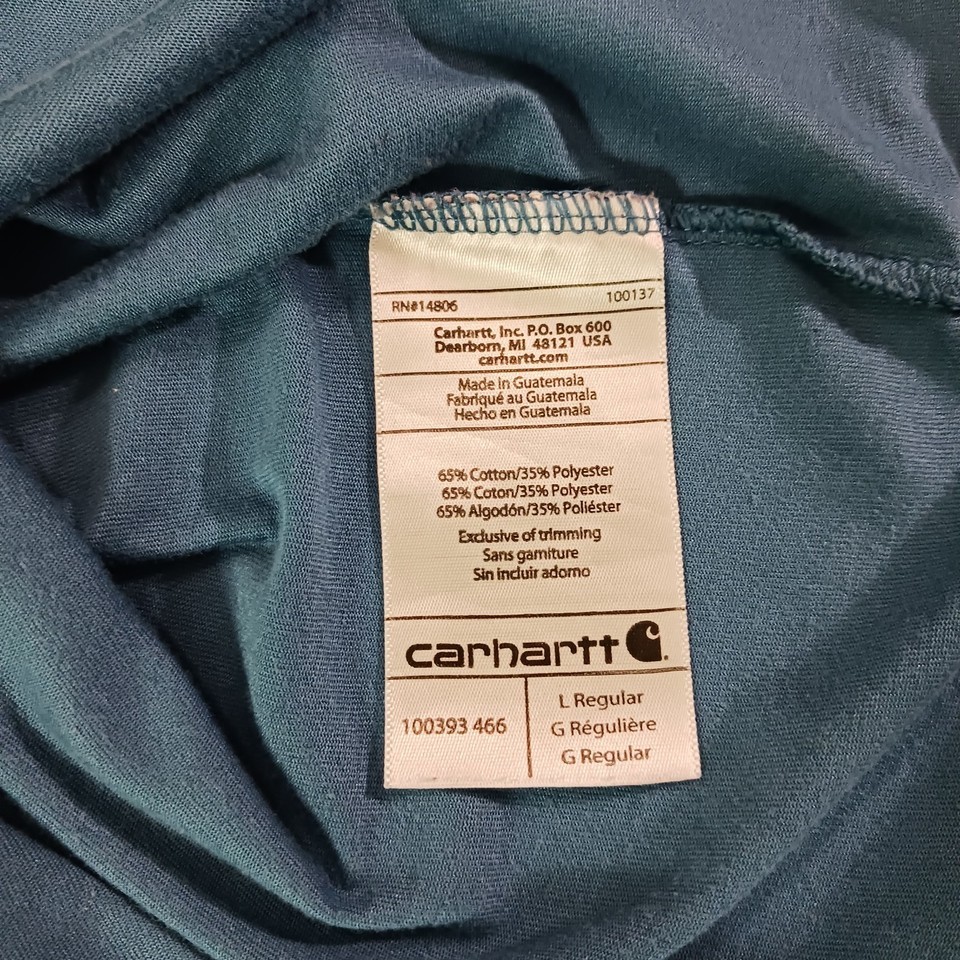 RN#14806 100137
Carhartt, Inc. P.O. Box 600
Dearborn, MI 48121 USA
carhartt.com
Made in Guatemala
Fabriqué au Guatemala
Hecho en Guatemala
65% Cotton/35% Polyester
65% Coton/35% Polyester
65% Algodón/35% Poliéster
Exclusive of trimming
Sans garniture
Sin incluir adorno
carhartt
100393 466
L Regular
G Régulière
G Regular